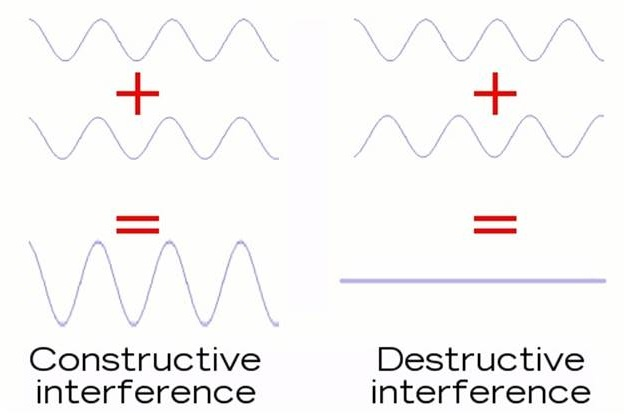 +
+
=
=
Constructive
interference
Destructive
interference